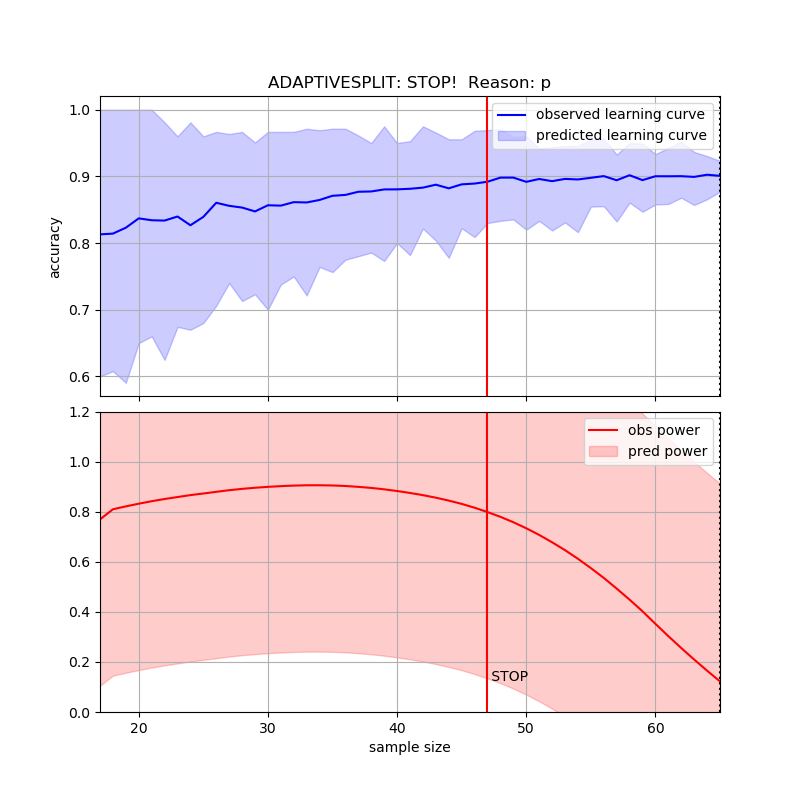 ADAPTIVESPLIT: STOP!  Reason: p
observed learning curve
predicted learning curve
accuracy
1.0
0.9
0.8
0.7
0.6
obs power
pred power
1.2
1.0
0.8
0.6
0.4
0.2
0.0
STOP
20
30
40
50
60
sample size